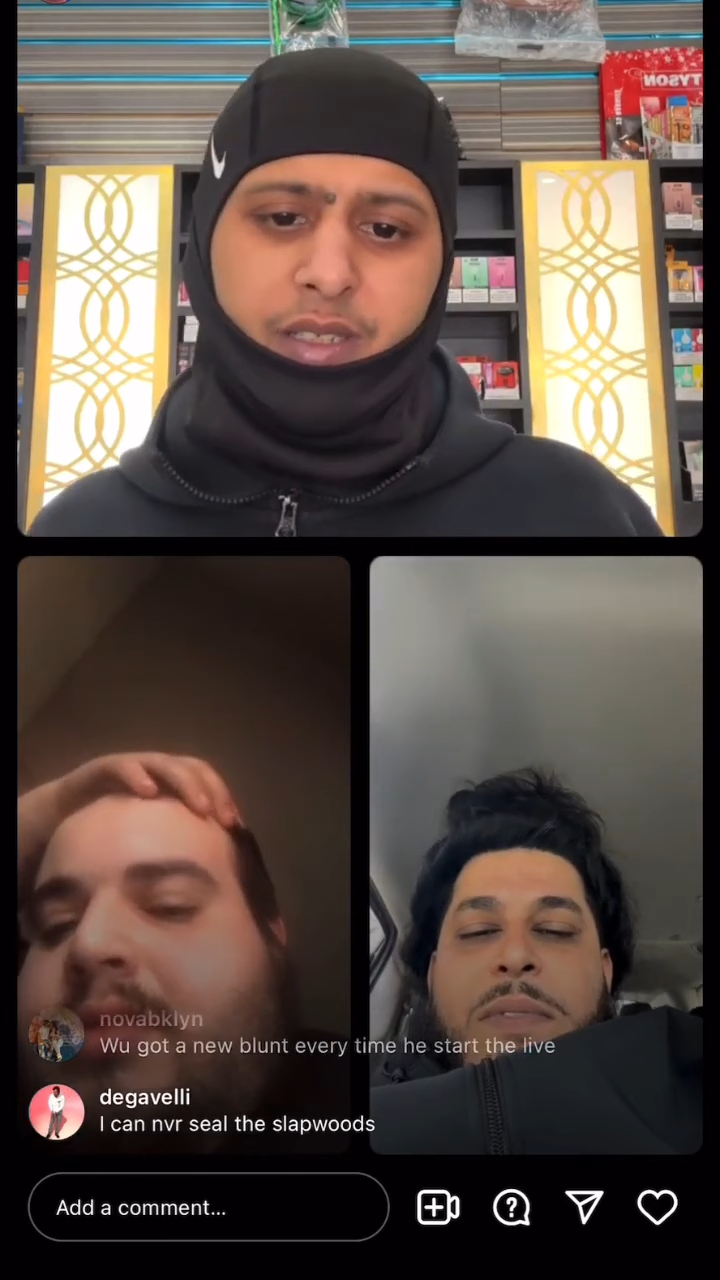 NOSYT
novabklyn
Wu got a new blunt every time he start the live
degavelli
I can nvr seal the slapwoods
Add a comment...